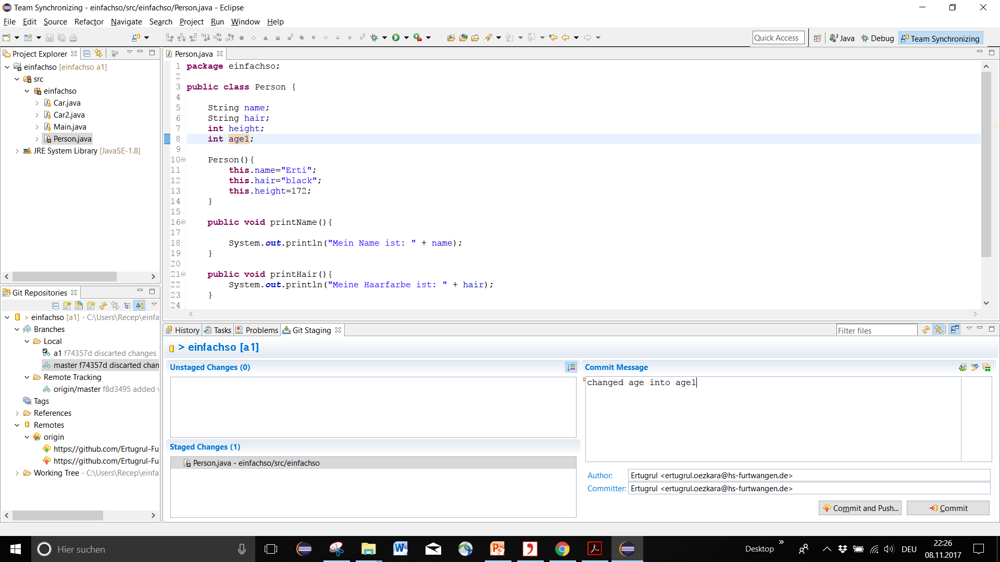 Team Synchronizing - einfachso/src/einfachso/Person.java - Eclipse
File Edit Source Refactor Navigate Search Project Run Window Help
Quick Access Java Debug Team Synchronizing
Project Explorer
einfachso [einfachso a1]
src
einfachso
Car.java
Car2.java
Main.java
Person.java
JRE System Library [JavaSE-1.8]
Git Repositories
> einfachso [a1] - C:\Users\Recep\einfa
Branches
Local
a1 f74357d discarted changes
master f74357d discarted chan
Remote Tracking
origin/master f8d3495 added
Tags
References
Remotes
origin
https://github.com/Ertugrul-Fu
https://github.com/Ertugrul-Fu
Working Tree - C:\Users\Recep\einfa
Person.java
1 package einfachso;
2
3 public class Person {
4
5 String name;
6 String hair;
7 int height;
8 int age1;
9
10 Person(){
11 this.name="Erti";
12 this.hair="black";
13 this.height=172;
14 }
15
16 public void printName(){
17
18 System.out.println("Mein Name ist: " + name);
19 }
20
21 public void printHair(){
22 System.out.println("Meine Haarfarbe ist: " + hair);
23 }
24
History Tasks Problems Git Staging
Filter files
> einfachso [a1]
Unstaged Changes (0)
Staged Changes (1)
Person.java - einfachso/src/einfachso
Commit Message
changed age into age1
Author: Ertugrul <ertugrul.oezkara@hs-furtwangen.de>
Committer: Ertugrul <ertugrul.oezkara@hs-furtwangen.de>
Commit and Push... Commit
Hier suchen
Desktop » DEU
22:26
08.11.2017